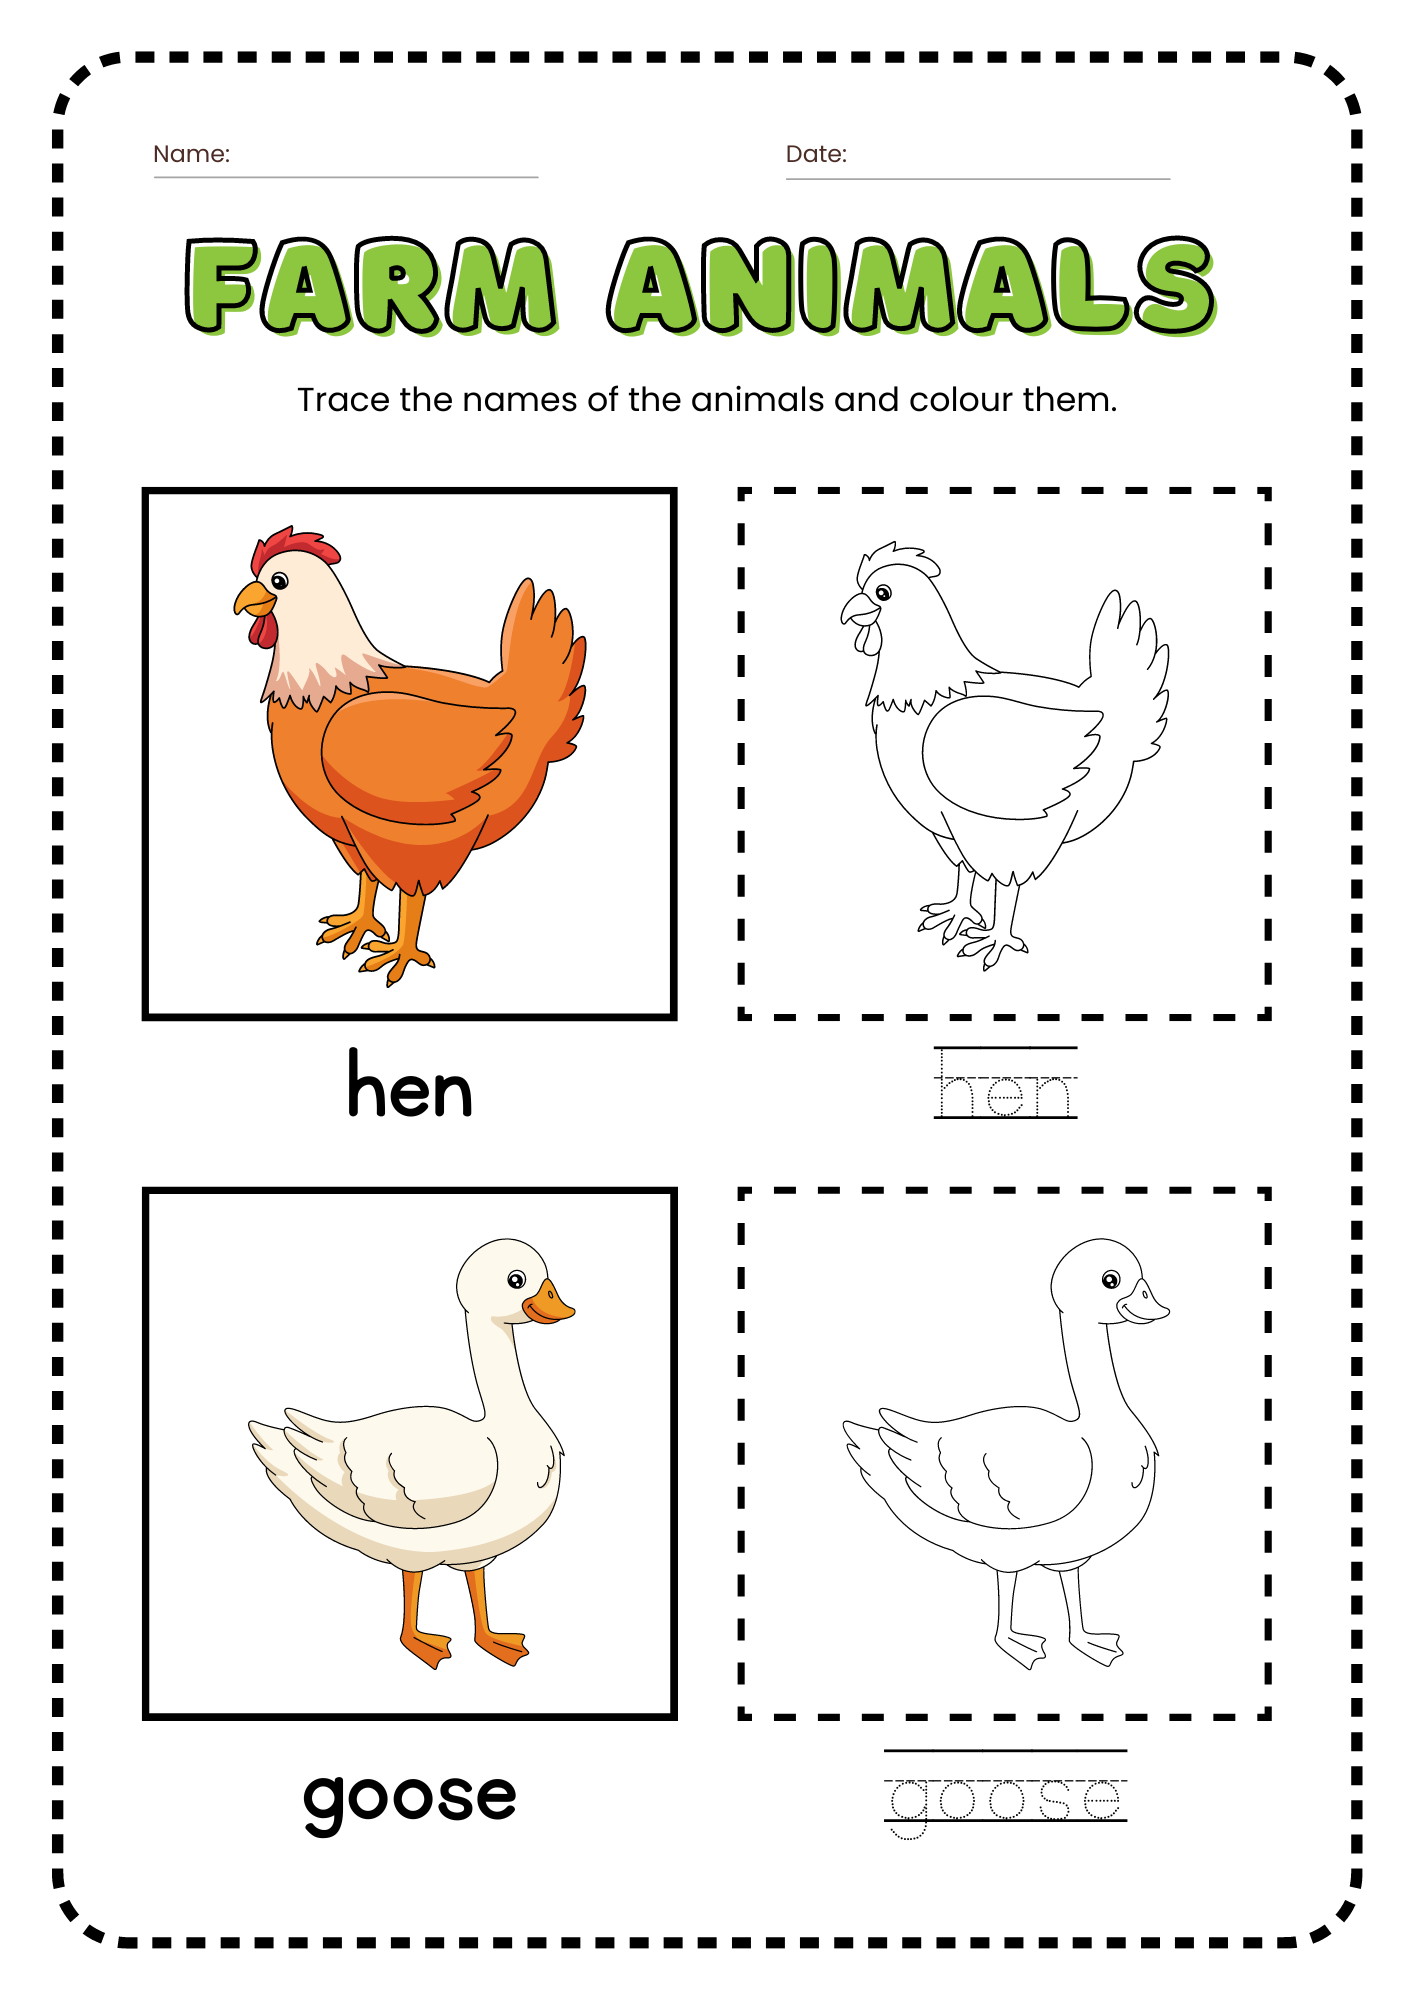 Name:
Date:
FARM ANIMALS
Trace the names of the animals and colour them.
hen
hen
goose
goose